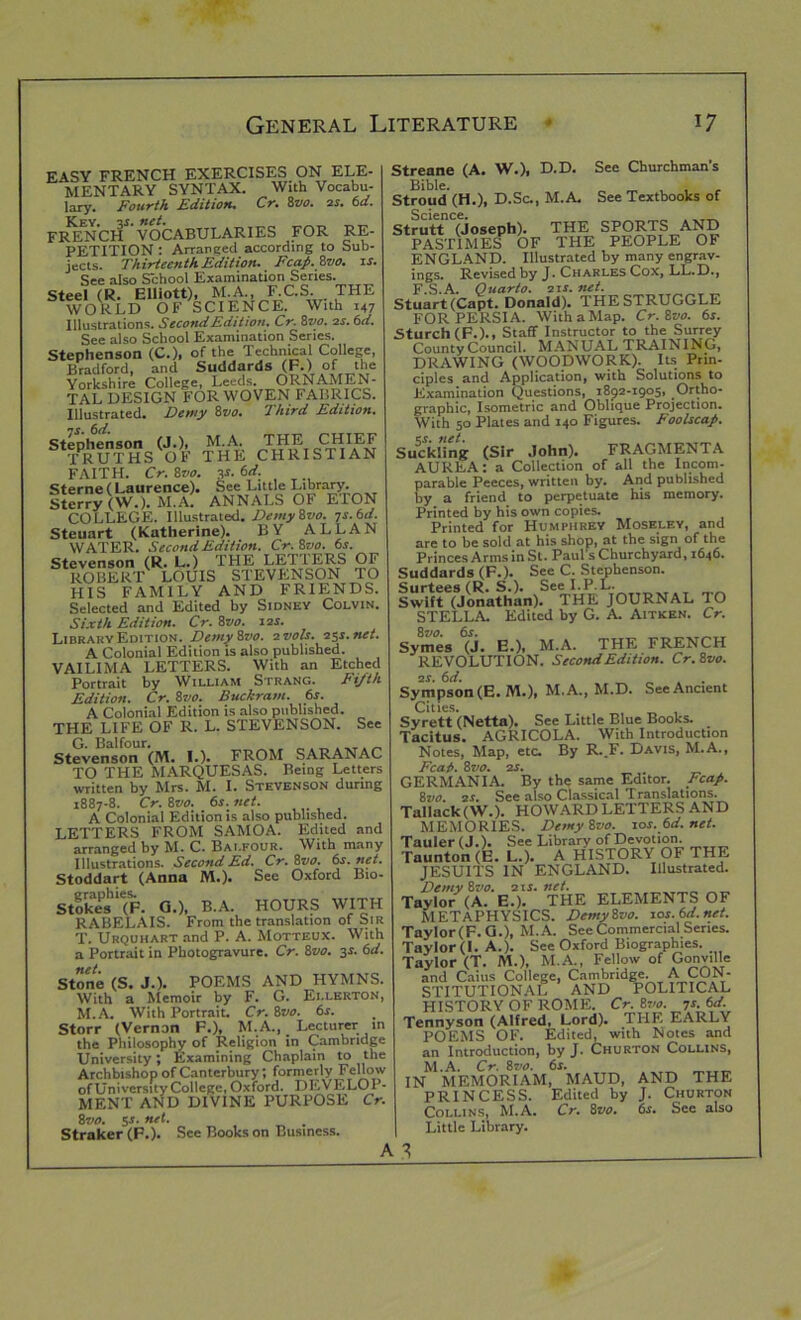 GENERAL LITERATURE
17
EASY FRENCH EXERCISES ON ELE-
MENTARY SYNTAX. With Vocabu-
lary. Fourth Edition. Cr. 8vo. 2s. 6d.
KEY. 3s. net.
FRENCH VOCABULARIES FOR RE-
PETITION: Arranged according to Sub-
jects. Thirteenth Edition. Fcap. 8vo. 1s.
See also School Examination Series.
Steel (R. Elliott), M.A., F.C.S. THE
WORLD OF SCIENCE. With 147
Illustrations. Second Edition. Cr. 8vo. 2s. 6d.
See also School Examination Series.
Stephenson (C.), of the Technical College,
Bradford, and Suddards (F.) of the
Yorkshire College, Leeds. ORNAMEN-
TAL DESIGN FOR WOVEN FABRICS.
Illustrated. Demy 8vo. Third Edition.
7s. 6d.
Stephenson (J.), M.A. THE CHIEF
TRUTHS OF THE CHRISTIAN
FAITH. Cr. 8vo. 3s. 6d.
Sterne (Laurence). See Little Library.
Sterry (W.). M.A. ANNALS OF ETON
COLLEGE. Illustrated. Demy 8vo. 7s. 6d.
Steuart (Katherine). BY ALLAN
WATER. Second Edition. Cr. 8vo. 6s.
Stevenson (R. L.) THE LETTERS OF
ROBERT LOUIS STEVENSON TO
HIS FAMILY AND FRIENDS.
Selected and Edited by SIDNEY COLVIN.
Sixth Edition. Cr. 8vo. 12s.
LIBRARY EDITION. Demy 8vo. 2 vols. 25s. net.
A Colonial Edition is also published.
VAILIMA LETTERS. With an Etched
Portrait by WILLIAM STRANG. Fifth
Edition. Cr. 8vo. Buckram. 6s.
A Colonial Edition is also published.
THE LIFE OF R. L. STEVENSON. See
G. Balfour.
Stevenson (M. I.). FROM SARANAC
TO THE MARQUESAS. Being Letters
written by Mrs. M. I. STEVENSON during
1887-8. Cr. 8vo. 6s. net.
A Colonial Edition is also published.
LETTERS FROM SAMOA. Edited and
arranged by M. C. BALFOUR. With many
Illustrations. Second Ed. Cr. 8vo. 6s. net.
Stoddart (Anna M.). See Oxford Bio-
graphies.
Stokes (F. G.), B.A. HOURS WITH
RABELAIS. From the translation of SIR
T. URQUHART and P. A. MOTTEUX. With
a Portrait in Photogravure. Cr. 8vo. 3s. 6d.
net.
Stone (S. J.). POEMS AND HYMNS.
With a Memoir by F. G. ELLERTON,
M.A. With Portrait. Cr. 8vo. 6s.
Storr (Vernon F.), M.A., Lecturer in
the Philosophy of Religion in Cambridge
University; Examining Chaplain to the
Archbishop of Canterbury; formerly Fellow
of University College, Oxford. DEVELOP-
MENT AND DIVINE PURPOSE Cr.
8vo. 5s. net.
Straker (F.). See Books on Business.
Streane (A. W.), D.D. See Churchman's
Bible.
Stroud (H.), D.Sc., M.A. See Textbooks of
Science.
Strutt (Joseph). THE SPORTS AND
PASTIMES OF THE PEOPLE OF
ENGLAND. Illustrated by many engrav-
ings. Revised by J. CHARLES COX, LL.D.,
F.S.A. Quarto. 21s. net.
Stuart (Capt. Donald). THE STRUGGLE
FOR PERSIA. With a Map. Cr. 8vo. 6s.
Sturch (F.)., Staff Instructor to the Surrey
County Council. MANUAL TRAINING,
DRAWING (WOODWORK). Its Prin-
ciples and Application, with Solutions to
Examination Questions, 1892-1905, Ortho-
graphic, Isometric and Oblique Projection.
With 50 Plates and 140 Figures. Foolscap.
5s. net.
Suckling (Sir John). FRAGMENTA
AUREA: a Collection of all the Incom-
parable Peeces, written by. And published
by a friend to perpetuate his memory.
Printed by his own copies.
Printed for HUMPHREY MOSELEY, and
are to be sold at his shop, at the sign of the
Princes Arms in St. Paul's Churchyard, 1646.
Suddards (F.). See C. Stephenson.
Surtees (R. S.). See I.P.L.
Swift (Jonathan). THE JOURNAL TO
STELLA. Edited by G. A. AITKEN. Cr.
8vo. 6s.
Symes (J. E.), M.A. THE FRENCH
REVOLUTION. Second Edition. Cr. 8vo.
2s. 6d.
Sympson (E. M.), M.A., M.D. See Ancient
Cities.
Syrett (Netta). See Little Blue Books.
Tacitus. AGRICOLA. With Introduction
Notes, Map, etc. By R. F. DAVIS, M.A.,
Fcap. 8vo. 2s.
GERMANIA. By the same Editor. Fcap.
8vo. 2s. See also Classical Translations.
Tallack (W.). HOWARD LETTERS AND
MEMORIES. Demy 8vo. 10s. 6d. net.
Tauler (J.). See Library of Devotion.
Taunton (E. L.). A HISTORY OF THE
JESUITS IN ENGLAND. Illustrated.
Demy 8vo. 21s. net.
Taylor (A. E.). THE ELEMENTS OF
METAPHYSICS. Demy 8vo. 10s. 6d. net.
Taylor (F. G.), M.A. See Commercial Series.
Taylor (I. A.). See Oxford Biographies.
Taylor (T. M.), M.A., Fellow of Gonville
and Caius College, Cambridge. A CON-
STITUTIONAL AND POLITICAL
HISTORY OF ROME. Cr. 8vo. 7s. 6d.
Tennyson (Alfred, Lord). THE EARLY
POEMS OF. Edited, with Notes and
an Introduction, by J. CHURTON COLLINS,
M.A. Cr. 8vo. 6s.
IN MEMORIAM, MAUD, AND THE
PRINCESS. Edited by J. CHURTON
COLLINS, M.A. Cr. 8vo. 6s. See also
Little Library.
A 3